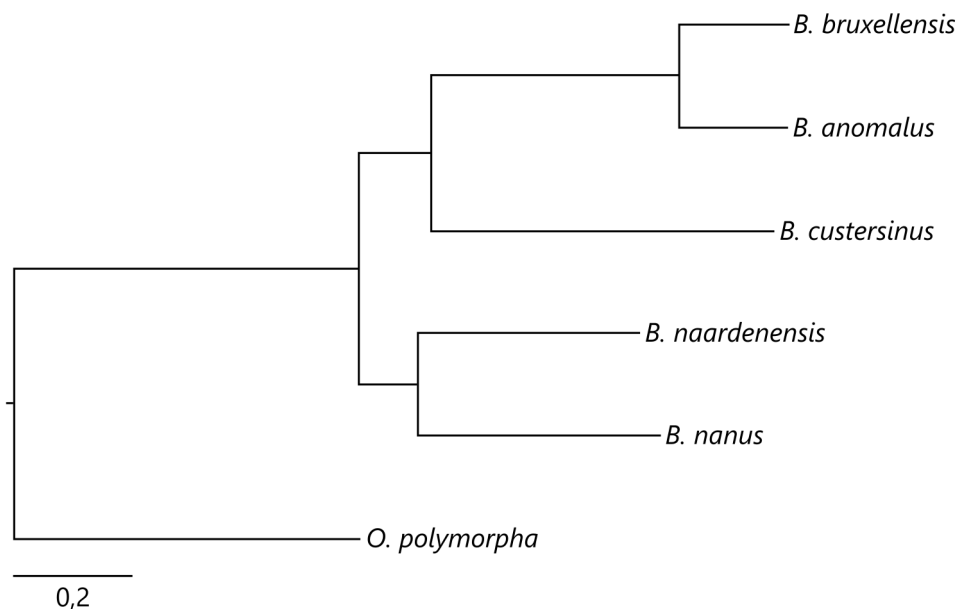 B. bruxellensis
B. anomalus
B. custersinus
B. naardenensis
B. nanus
O. polymorpha
0,2